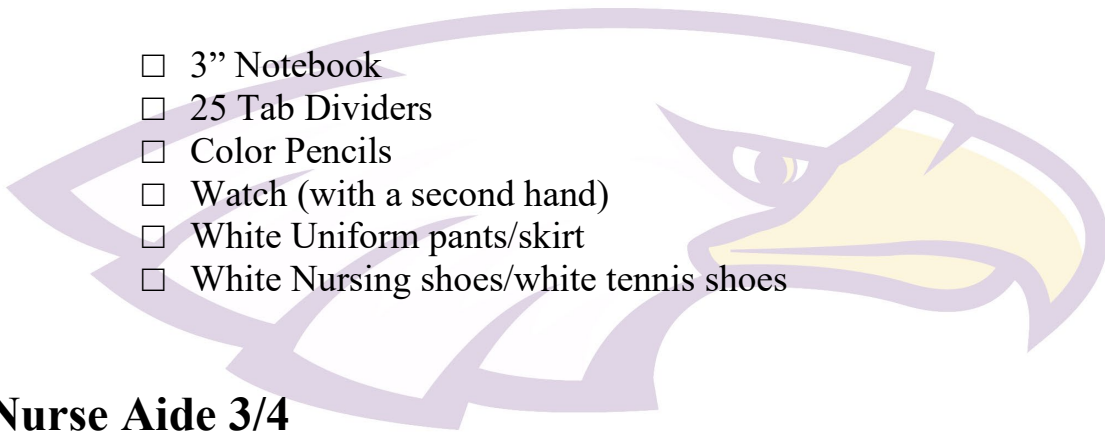 □ 3” Notebook
□ 25 Tab Dividers
□ Color Pencils
□ Watch (with a second hand)
□ White Uniform pants/skirt
□ White Nursing shoes/white tennis shoes
Nurse Aide 3/4